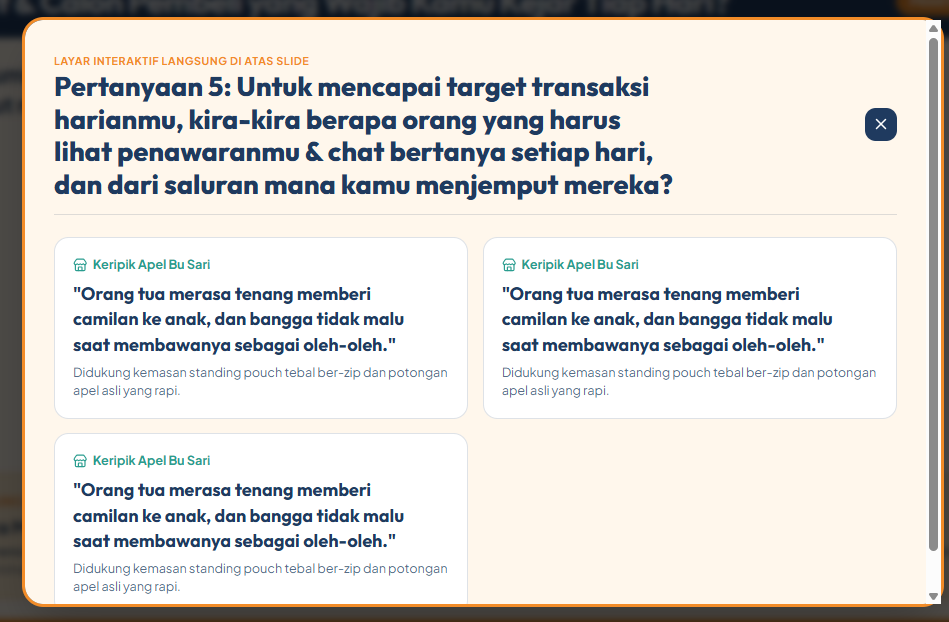 LAYAR INTERAKTIF LANGSUNG DI ATAS SLIDE
Pertanyaan 5: Untuk mencapai target transaksi
harianmu, kira-kira berapa orang yang harus
lihat penawaranmu & chat bertanya setiap hari,
dan dari saluran mana kamu menjemput mereka?
Keripik Apel Bu Sari
"Orang tua merasa tenang memberi
camilan ke anak, dan bangga tidak malu
saat membawanya sebagai oleh-oleh."
Didukung kemasan standing pouch tebal ber-zip dan potongan
apel asli yang rapi.
Keripik Apel Bu Sari
"Orang tua merasa tenang memberi
camilan ke anak, dan bangga tidak malu
saat membawanya sebagai oleh-oleh."
Didukung kemasan standing pouch tebal ber-zip dan potongan
apel asli yang rapi.
Keripik Apel Bu Sari
"Orang tua merasa tenang memberi
camilan ke anak, dan bangga tidak malu
saat membawanya sebagai oleh-oleh."
Didukung kemasan standing pouch tebal ber-zip dan potongan
apel asli yang rapi.